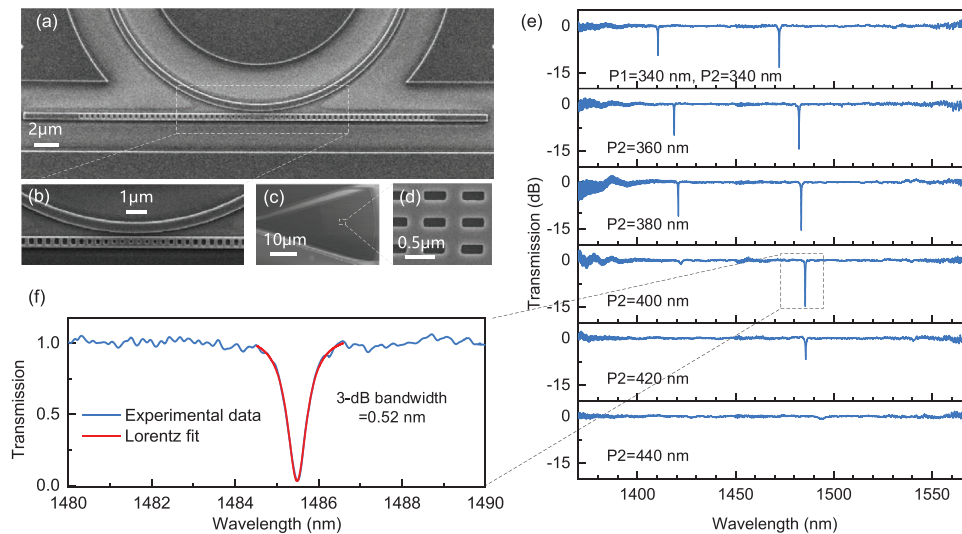 (a)
2μm
(b)
1μm
(c)
10μm
(d)
0.5μm
(e)
0
-15
P1=340 nm, P2=340 nm
0
-15
P2=360 nm
0
-15
P2=380 nm
0
-15
P2=400 nm
0
-15
P2=420 nm
0
-15
P2=440 nm
Transmission (dB)
1400
1450
1500
1550
Wavelength (nm)
(f)
1.0
0.5
0.0
Transmission
Experimental data
Lorentz fit
3-dB bandwidth
=0.52 nm
1480
1482
1484
1486
1488
1490
Wavelength (nm)